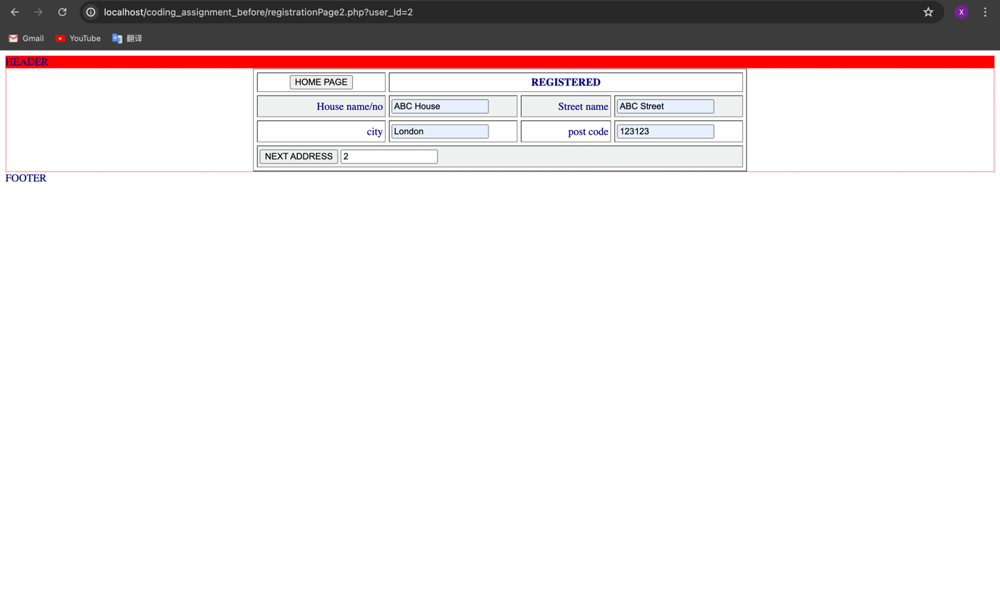 localhost/coding_assignment_before/registrationPage2.php?user_Id=2
X
Gmail YouTube 翻译
HEADER
HOME PAGE REGISTERED
House name/no ABC House Street name ABC Street
city London post code 123123
NEXT ADDRESS 2
FOOTER